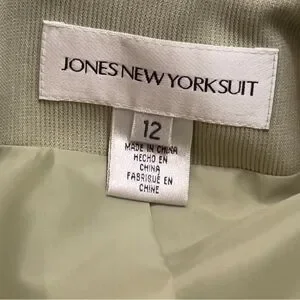 JONES NEW YORK SUIT
12
MADE IN CHINA
HECHO EN
CHINA
FABRIQUÉ EN
CHINE